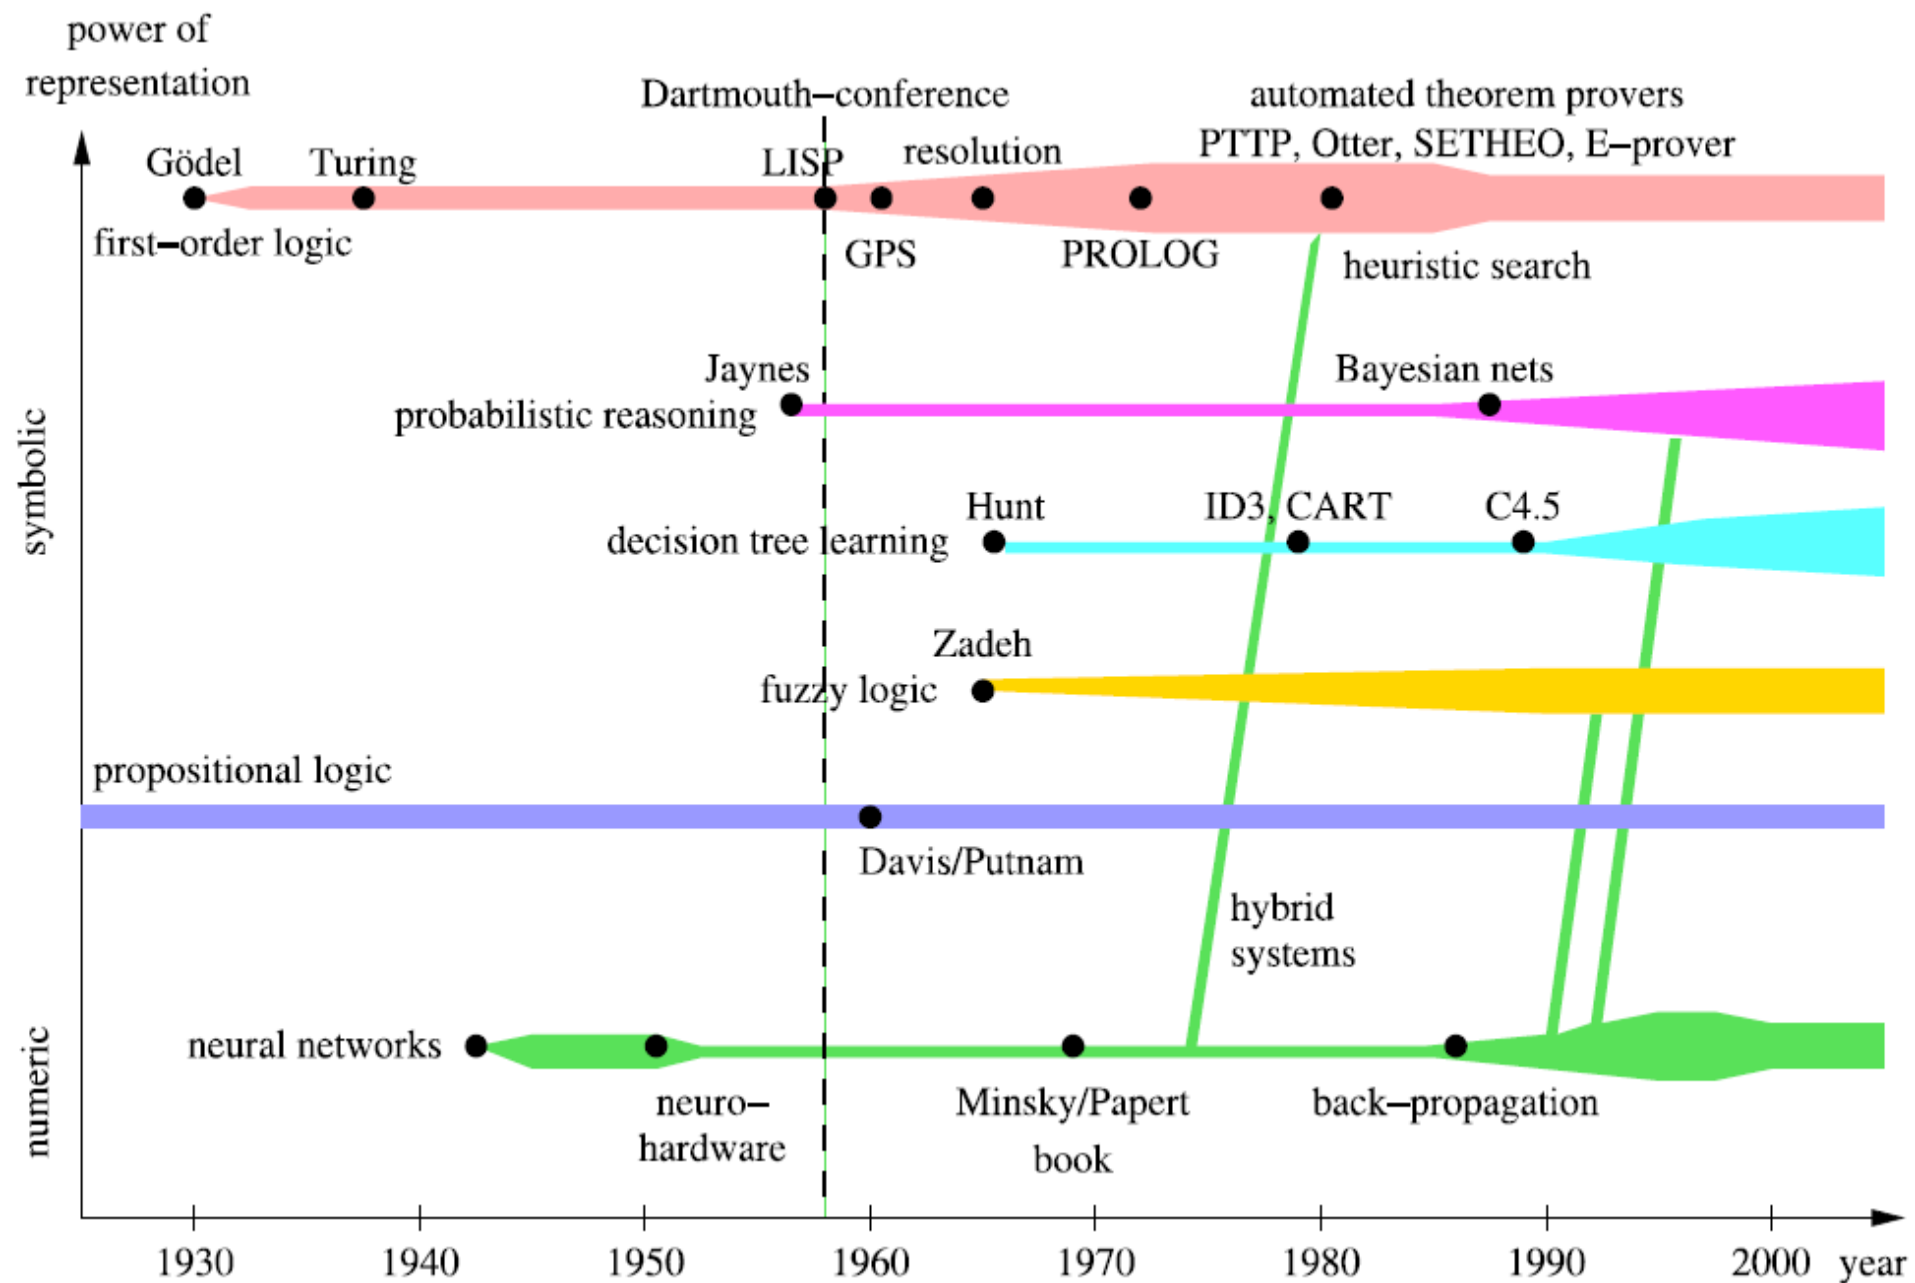 power of
representation
Dartmouth–conference
automated theorem provers
PTTP, Otter, SETHEO, E–prover
Gödel
Turing
LISP
resolution
first–order logic
GPS
PROLOG
heuristic search
Jaynes
Bayesian nets
probabilistic reasoning
symbolic
Hunt
ID3, CART
C4.5
decision tree learning
Zadeh
fuzzy logic
propositional logic
Davis/Putnam
hybrid
systems
numeric
neural networks
neuro–
hardware
Minsky/Papert
book
back–propagation
1930 1940 1950 1960 1970 1980 1990 2000 year